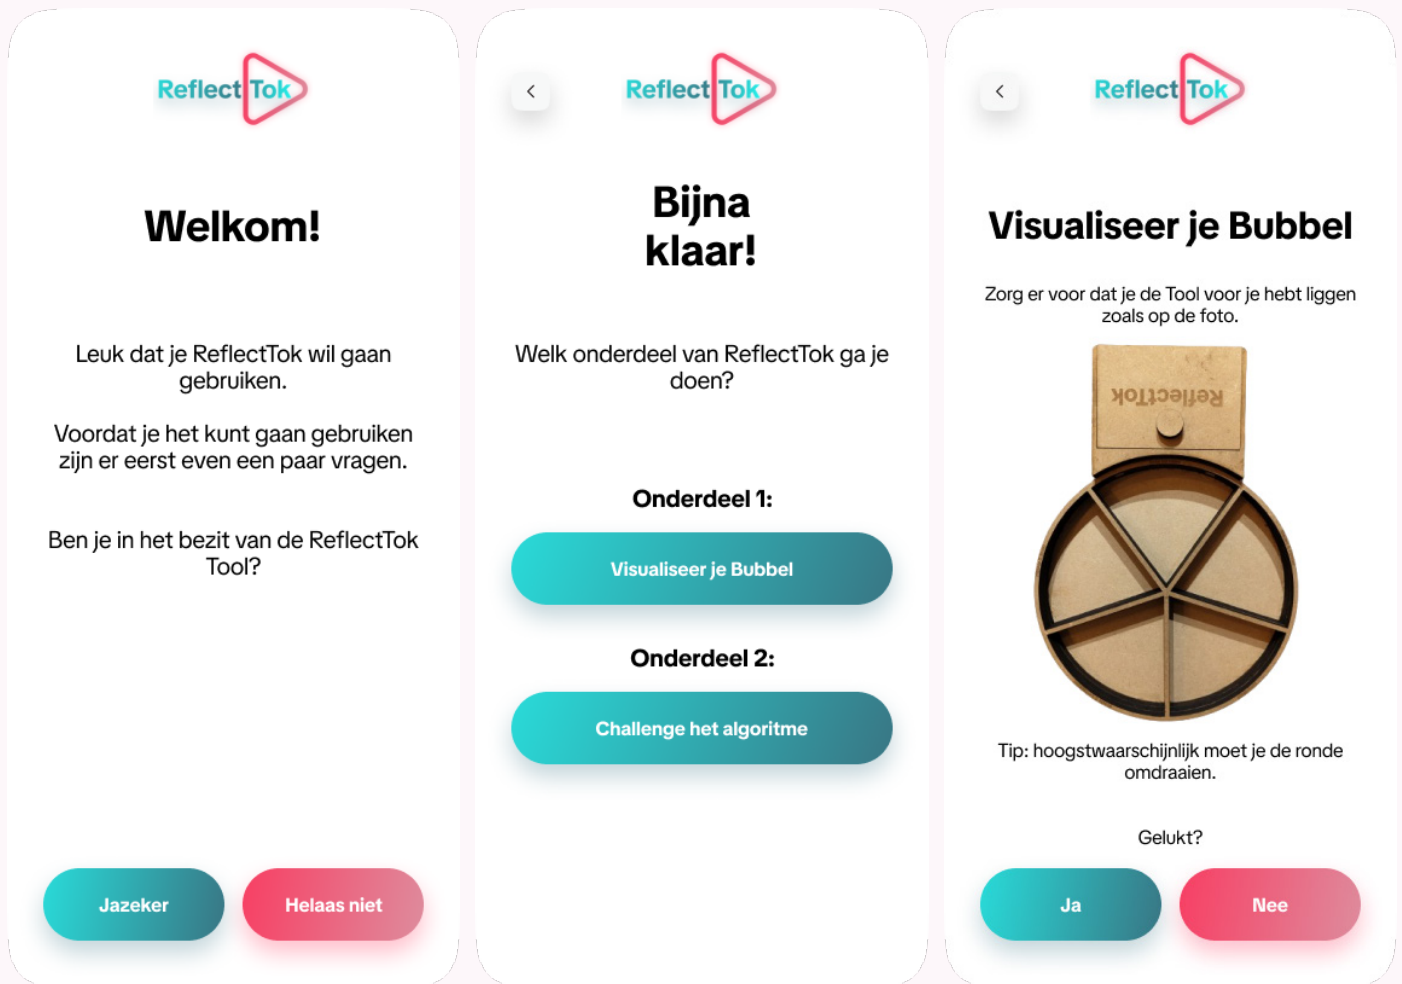 ReflectTok
Welkom!
Leuk dat je ReflectTok wil gaan
gebruiken.
Voordat je het kunt gaan gebruiken
zijn er eerst even een paar vragen.
Ben je in het bezit van de ReflectTok
Tool?
Jazeker
Helaas niet
ReflectTok
Bijna
klaar!
Welk onderdeel van ReflectTok ga je
doen?
Onderdeel 1:
Visualiseer je Bubbel
Onderdeel 2:
Challenge het algoritme
ReflectTok
Visualiseer je Bubbel
Zorg er voor dat je de Tool voor je hebt liggen
zoals op de foto.
ReflectTok
Tip: hoogstwaarschijnlijk moet je de ronde
omdraaien.
Gelukt?
Ja
Nee